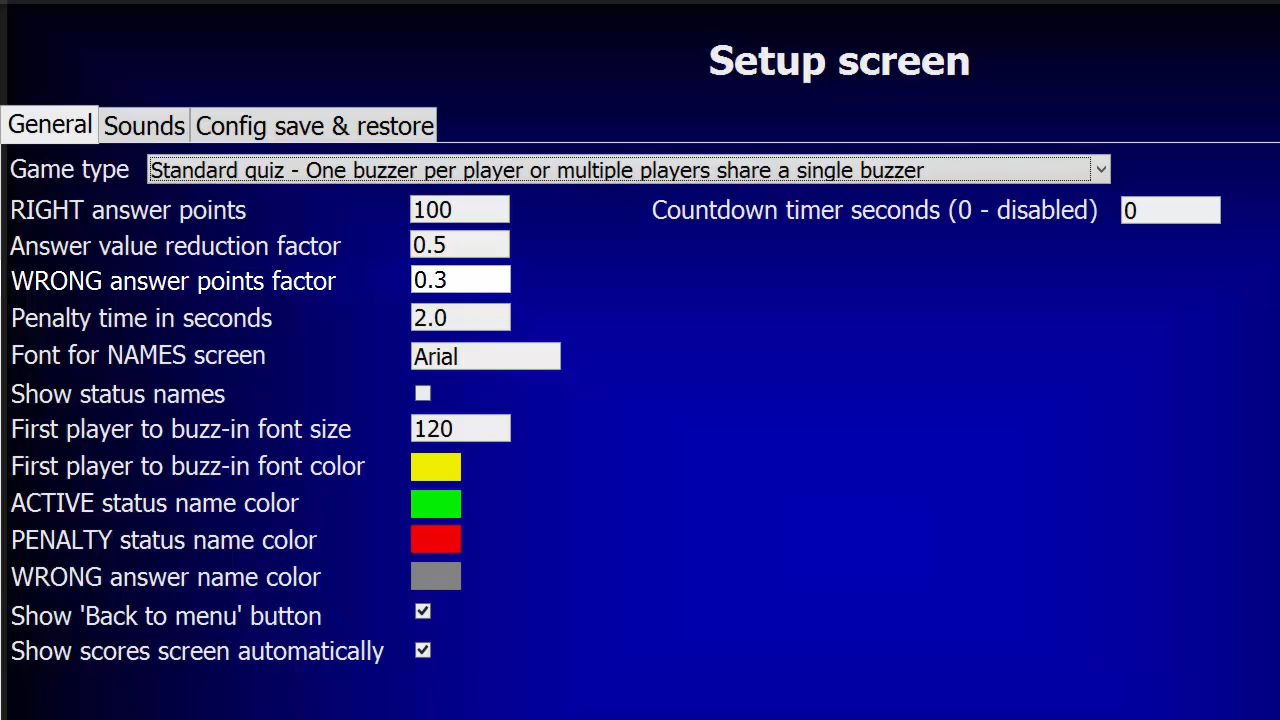 Setup screen
General Sounds Config save & restore
Game type Standard quiz - One buzzer per player or multiple players share a single buzzer
RIGHT answer points 100 Countdown timer seconds (0 - disabled) 0
Answer value reduction factor 0.5
WRONG answer points factor 0.3
Penalty time in seconds 2.0
Font for NAMES screen Arial
Show status names
First player to buzz-in font size 120
First player to buzz-in font color
ACTIVE status name color
PENALTY status name color
WRONG answer name color
Show 'Back to menu' button
Show scores screen automatically